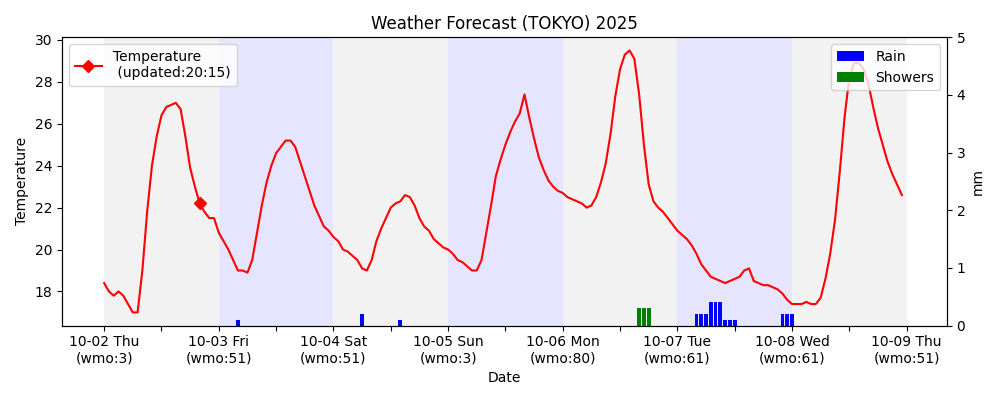 Weather Forecast (TOKYO) 2025
Temperature
(updated:20:15)
Rain
Showers
30
28
26
24
22
20
18
Temperature
5
4
3
2
1
0
mm
10-02 Thu
(wmo:3)
10-03 Fri
(wmo:51)
10-04 Sat
(wmo:51)
10-05 Sun
(wmo:3)
10-06 Mon
(wmo:80)
10-07 Tue
(wmo:61)
10-08 Wed
(wmo:61)
10-09 Thu
(wmo:51)
Date